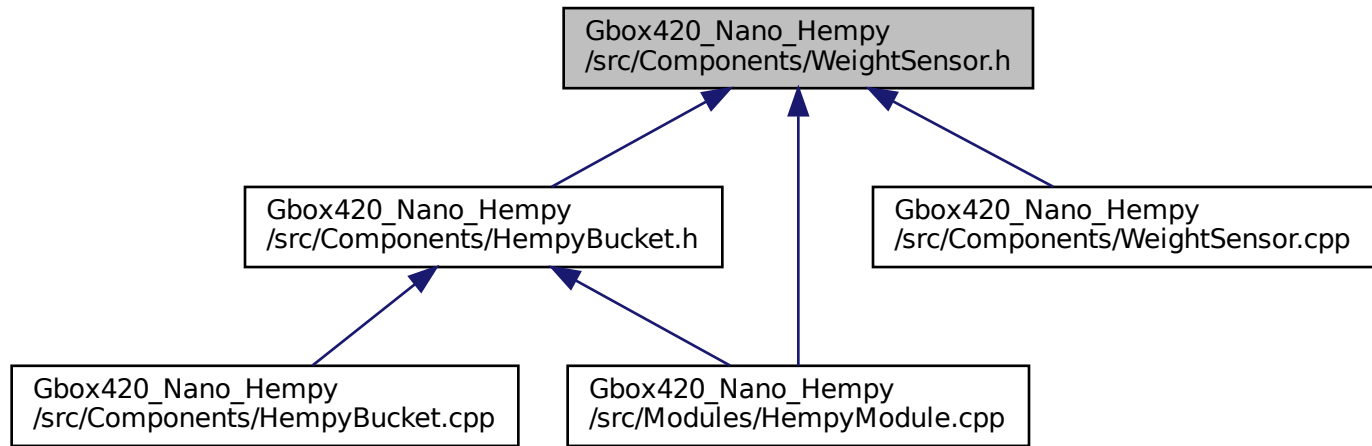 Gbox420_Nano_Hempy
/src/Components/WeightSensor.h
Gbox420_Nano_Hempy
/src/Components/HempyBucket.h
Gbox420_Nano_Hempy
/src/Components/WeightSensor.cpp
Gbox420_Nano_Hempy
/src/Components/HempyBucket.cpp
Gbox420_Nano_Hempy
/src/Modules/HempyModule.cpp